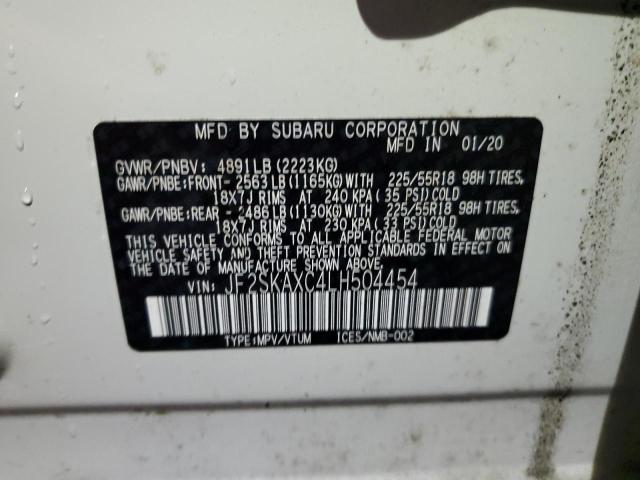 MFD BY SUBARU CORPORATION
MFD IN 01/20
GVWR/PNBV: 4891LB(2223KG)
GAWR/PNBE:FRONT- 2563LB(1165KG)WITH 225/55R18 98H TIRES,
18X7J RIMS AT 240 KPA(35 PSI)COLD
GAWR/PNBE:REAR - 2486LB(1130KG)WITH 225/55R18 98H TIRES,
18X7J RIMS AT 230 KPA(33 PSI)COLD
THIS VEHICLE CONFORMS TO ALL APPLICABLE FEDERAL MOTOR
VEHICLE SAFETY AND THEFT PREVENTION STANDARDS IN EFFECT ON
THE DATE OF MANUFACTURE SHOWN ABOVE.
VIN: JF2SKAXC4LH504454
TYPE:MPV/VTUM ICES/NMB-002